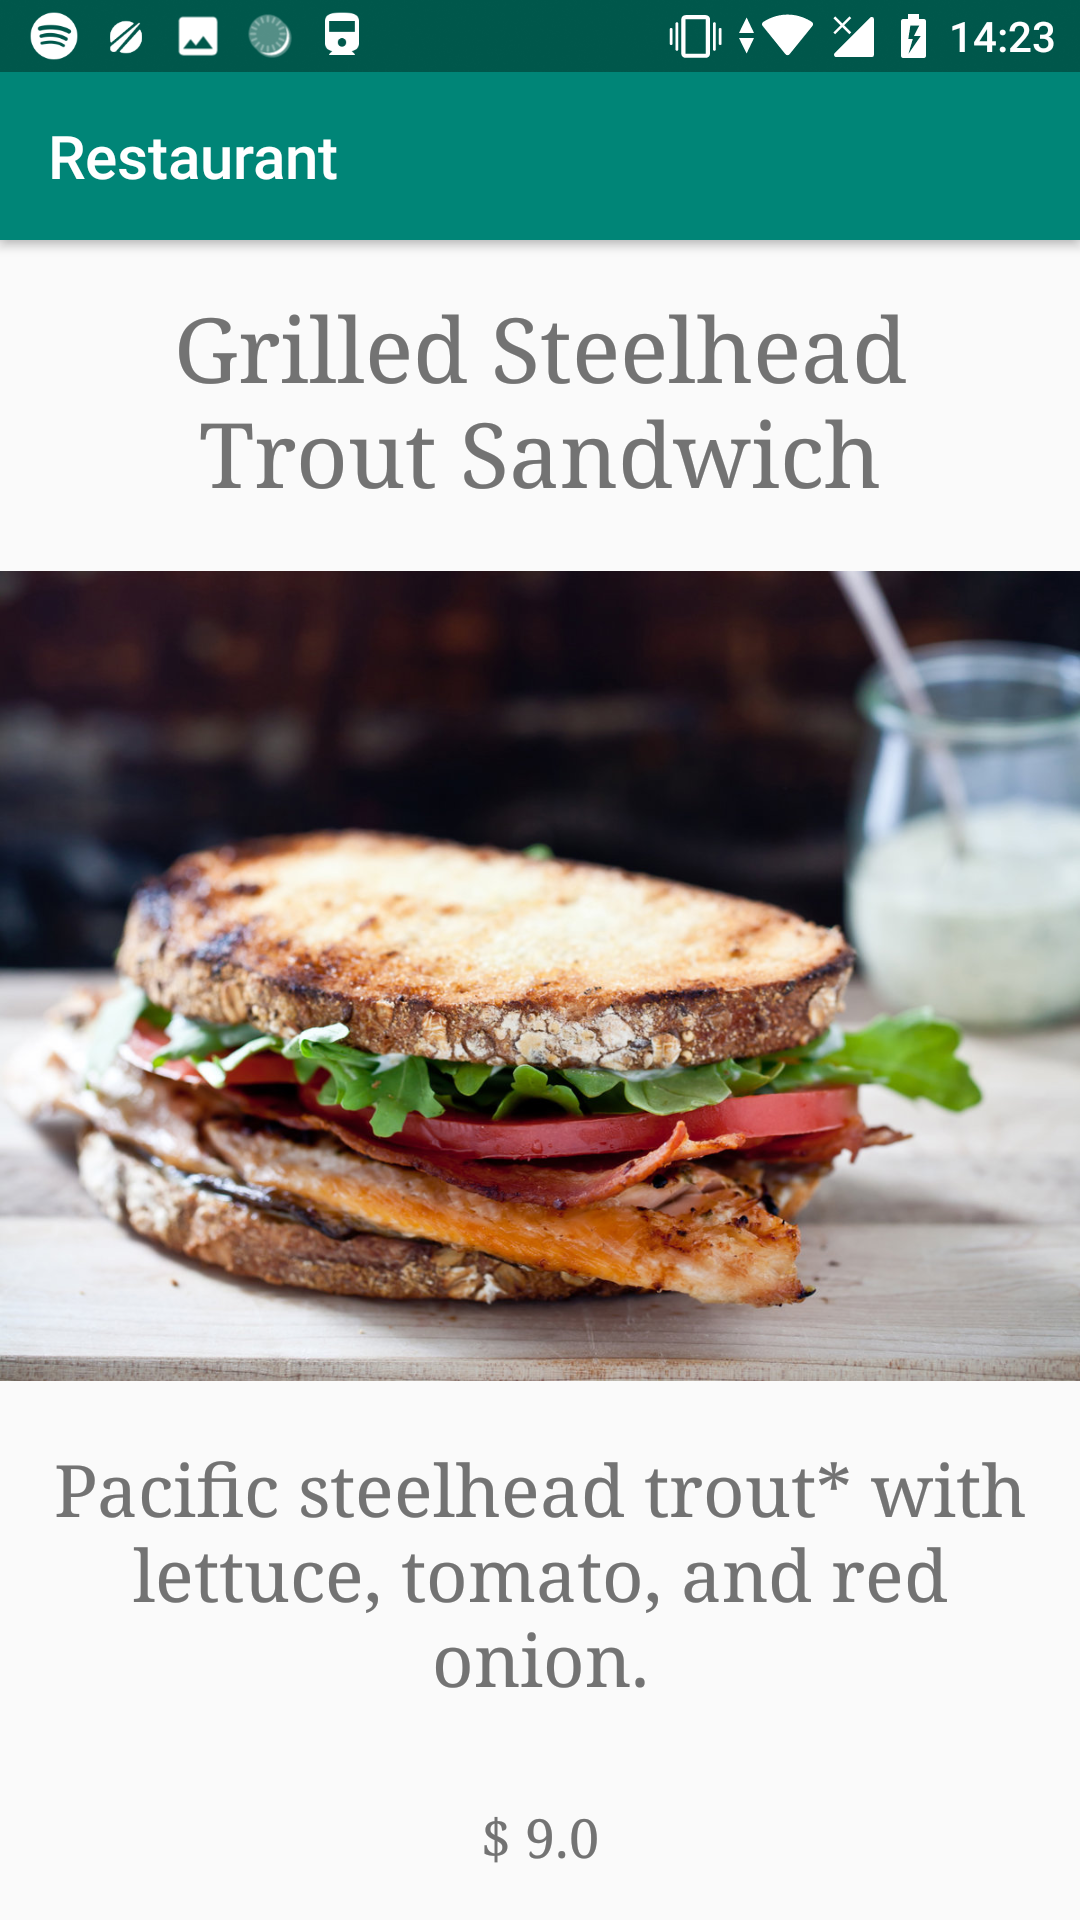 14:23
Restaurant
Grilled Steelhead
Trout Sandwich
Pacific steelhead trout* with
lettuce, tomato, and red
onion.
$ 9.0